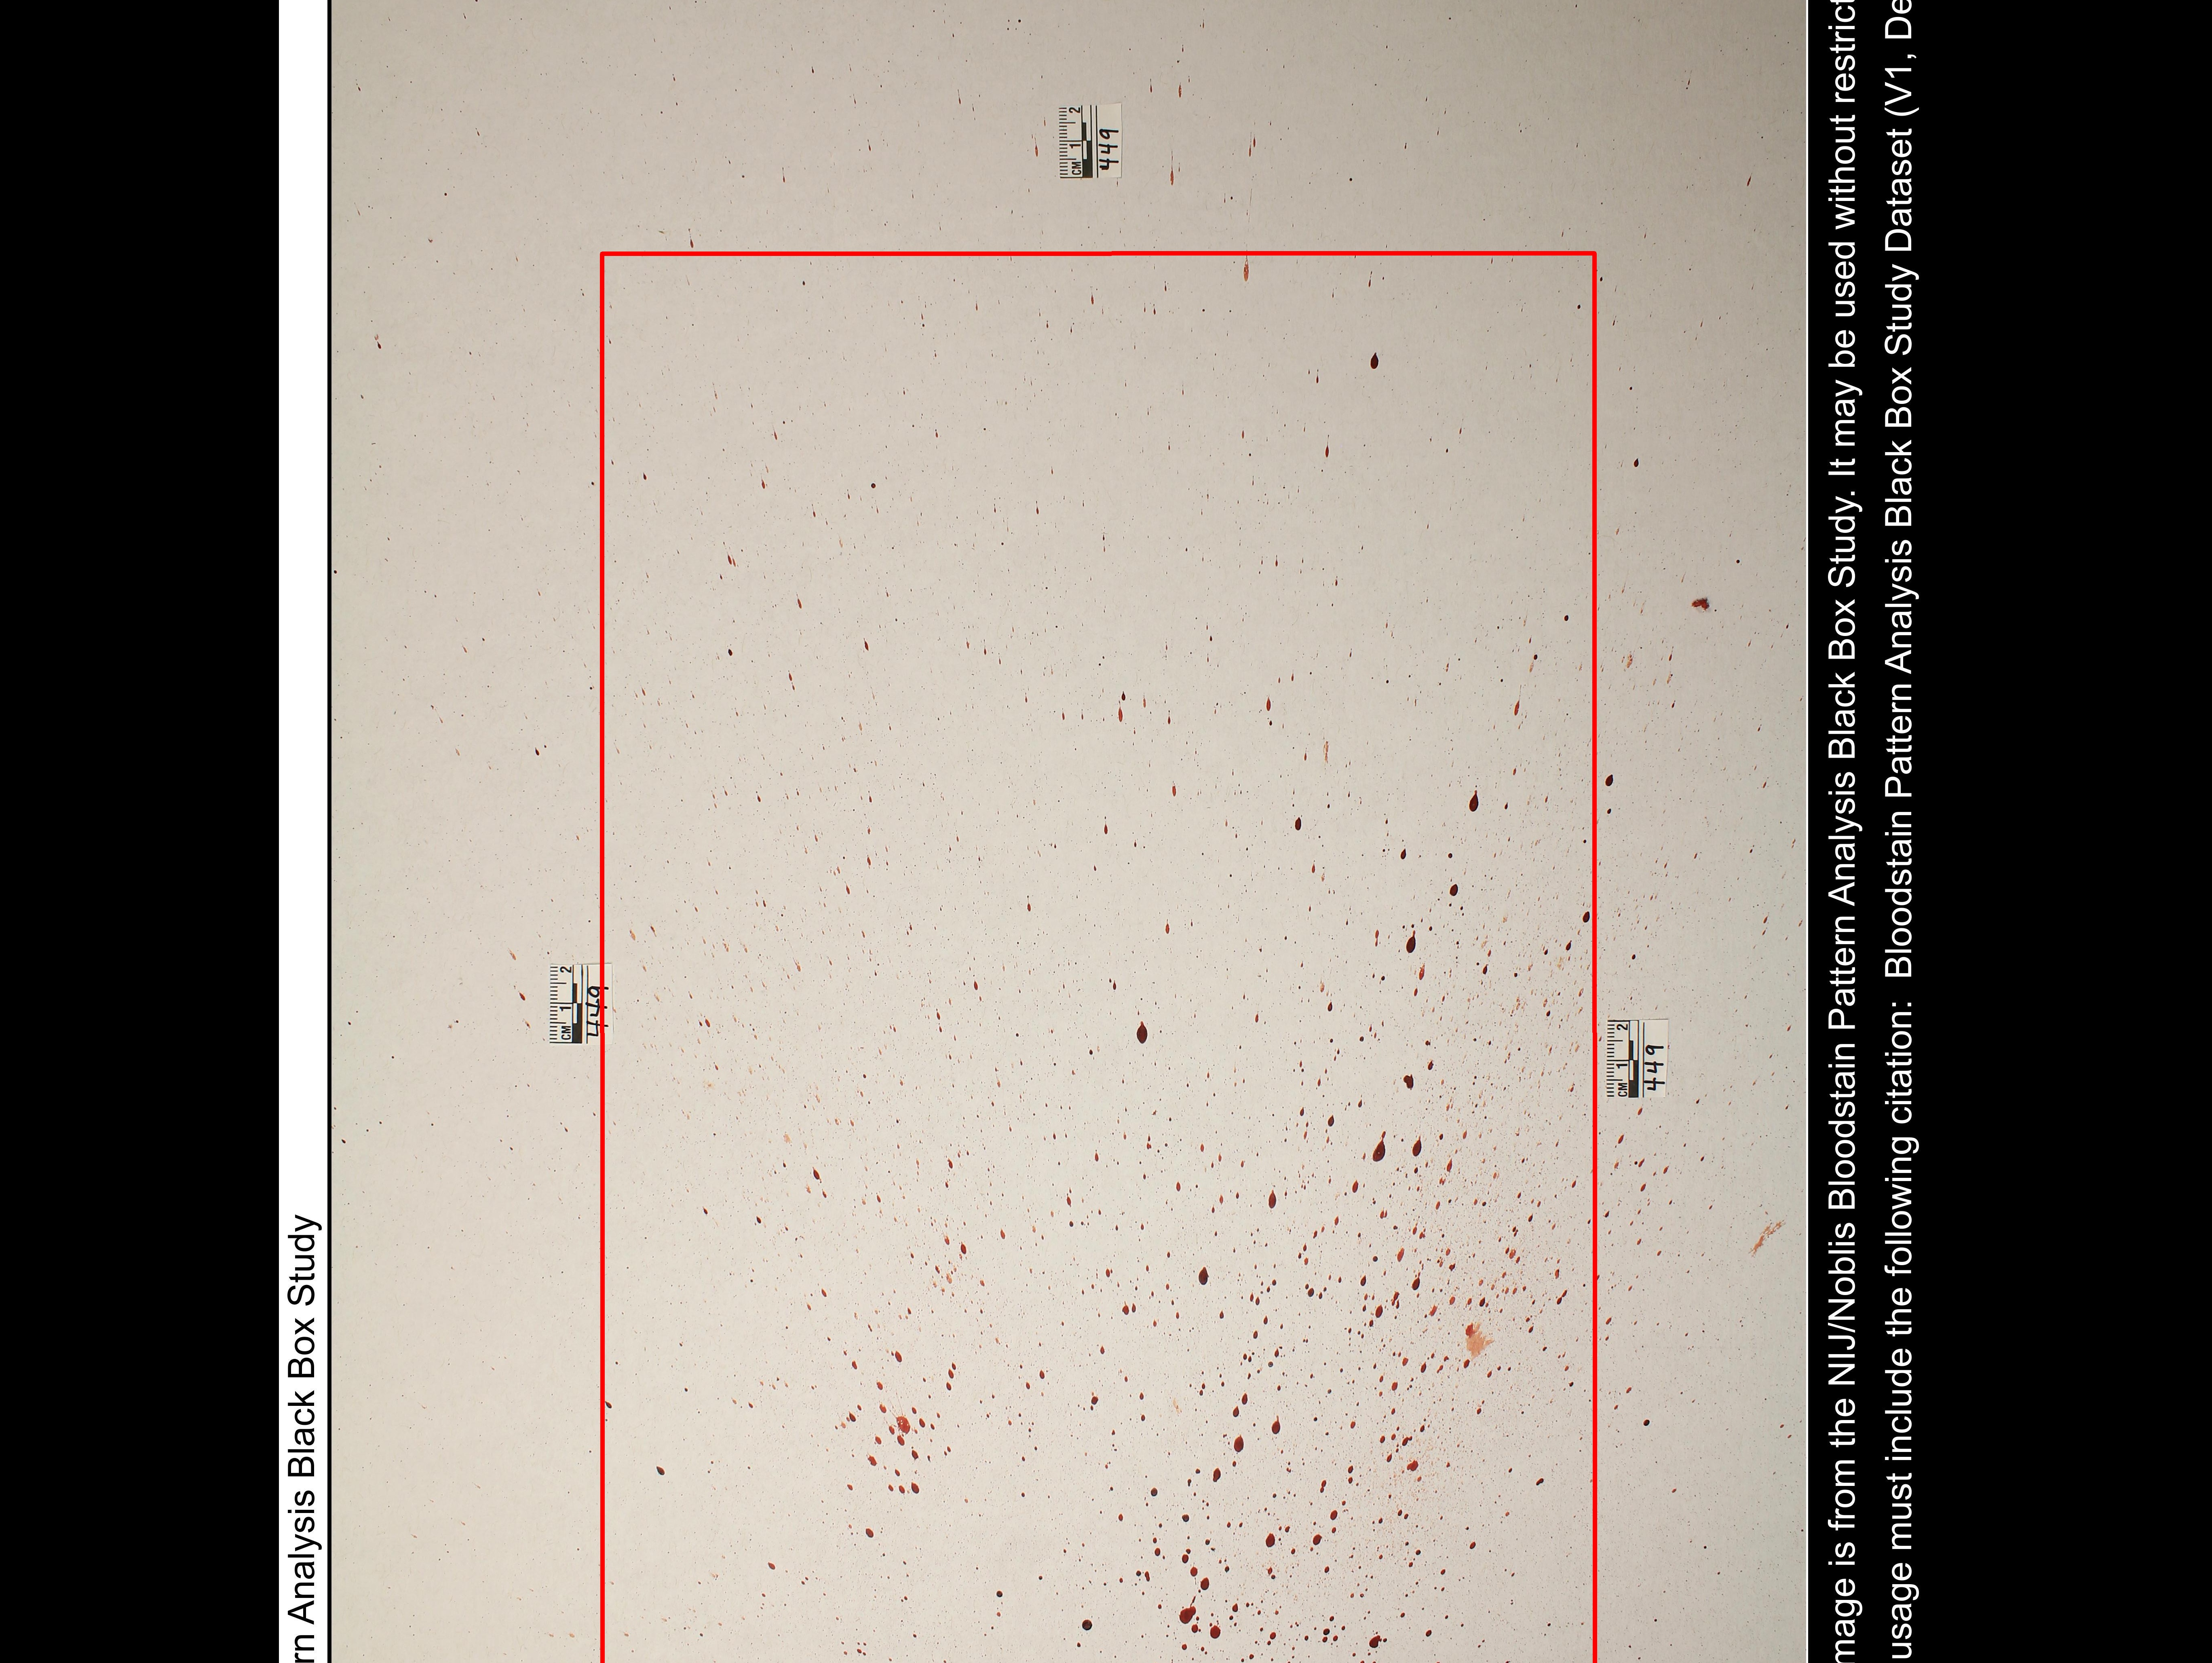 rn Analysis Black Box Study
CM 1 2
449
CM 1 2
449
CM 1 2
449
mage is from the NIJ/Noblis Bloodstain Pattern Analysis Black Box Study. It may be used without restrict
usage must include the following citation: Bloodstain Pattern Analysis Black Box Study Dataset (V1, De